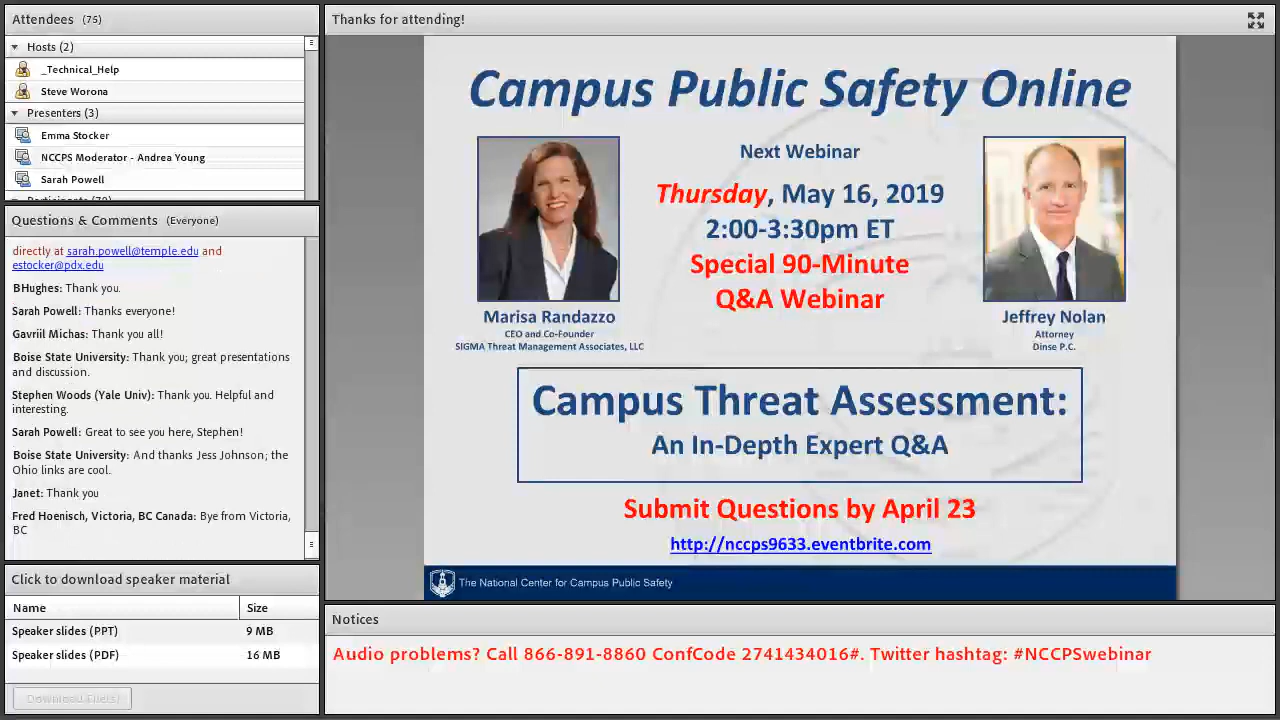 Attendees (75)
Hosts (2)
_Technical_Help
Steve Worona
Presenters (3)
Emma Stocker
NCCPS Moderator - Andrea Young
Sarah Powell
Questions & Comments (Everyone)
directly at sarah.powell@temple.edu and
estocker@pdx.edu
BHughes: Thank you.
Sarah Powell: Thanks everyone!
Gavriil Michas: Thank you all!
Boise State University: Thank you; great presentations
and discussion.
Stephen Woods (Yale Univ): Thank you. Helpful and
interesting.
Sarah Powell: Great to see you here, Stephen!
Boise State University: And thanks Jess Johnson; the
Ohio links are cool.
Janet: Thank you
Fred Hoenisch, Victoria, BC Canada: Bye from Victoria,
BC
Click to download speaker material
Name Size
Speaker slides (PPT) 9 MB
Speaker slides (PDF) 16 MB
Download File(s)
Thanks for attending!
Campus Public Safety Online
Next Webinar
Thursday, May 16, 2019
2:00-3:30pm ET
Special 90-Minute
Q&A Webinar
Marisa Randazzo
CEO and Co-Founder
SIGMA Threat Management Associates, LLC
Jeffrey Nolan
Attorney
Dinse P.C.
Campus Threat Assessment:
An In-Depth Expert Q&A
Submit Questions by April 23
http://nccps9633.eventbrite.com
The National Center for Campus Public Safety
Notices
Audio problems? Call 866-891-8860 ConfCode 2741434016#. Twitter hashtag: #NCCPSwebinar